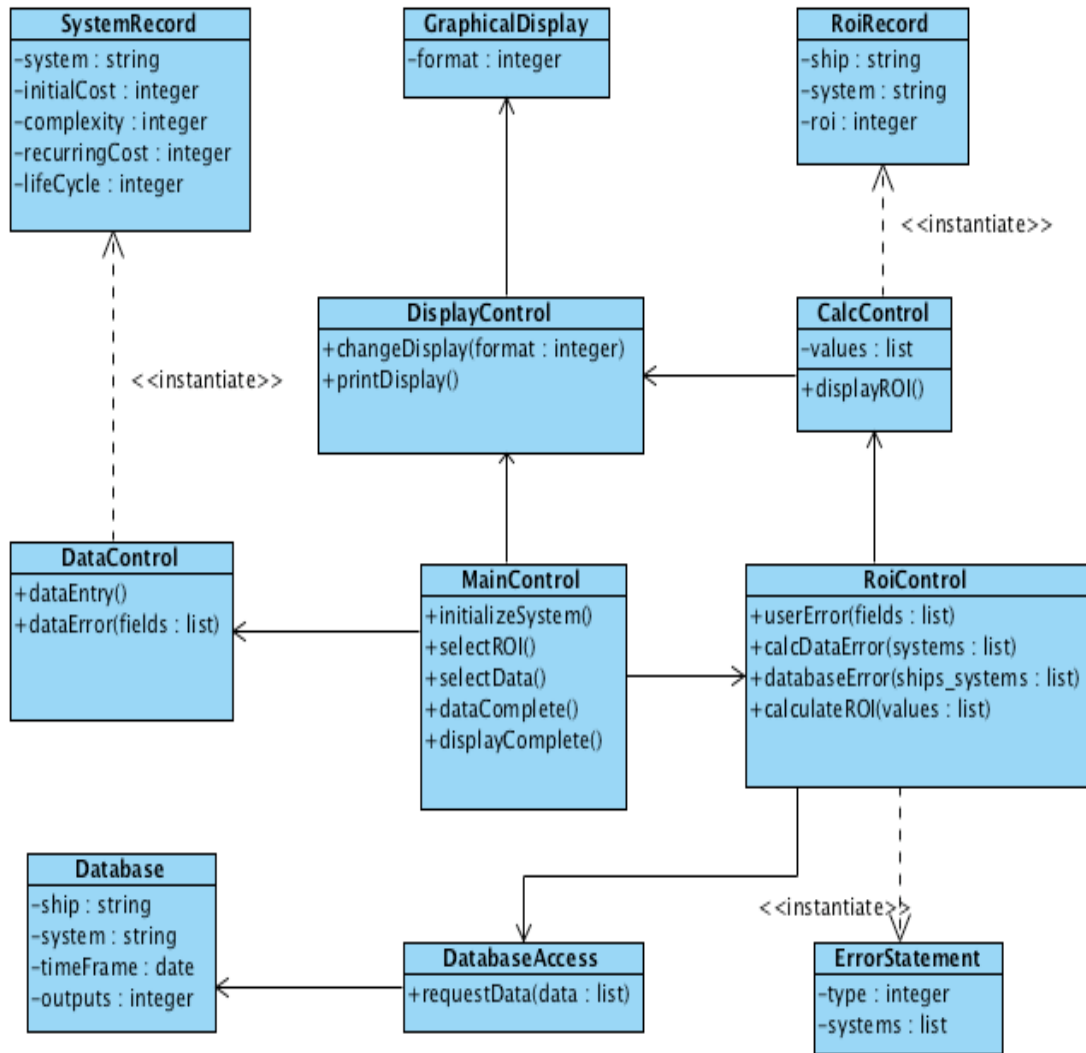 SystemRecord
–system : string
–initialCost : integer
–complexity : integer
–recurringCost : integer
–lifeCycle : integer
GraphicalDisplay
–format : integer
RoiRecord
–ship : string
–system : string
–roi : integer
<<instantiate>>
<<instantiate>>
DisplayControl
+changeDisplay(format : integer)
+printDisplay()
CalcControl
–values : list
+displayROI()
DataControl
+dataEntry()
+dataError(fields : list)
MainControl
+initializeSystem()
+selectROI()
+selectData()
+dataComplete()
+displayComplete()
RoiControl
+userError(fields : list)
+calcDataError(systems : list)
+databaseError(ships_systems : list)
+calculateROI(values : list)
Database
–ship : string
–system : string
–timeFrame : date
–outputs : integer
DatabaseAccess
+requestData(data : list)
<<instantiate>>
ErrorStatement
–type : integer
–systems : list